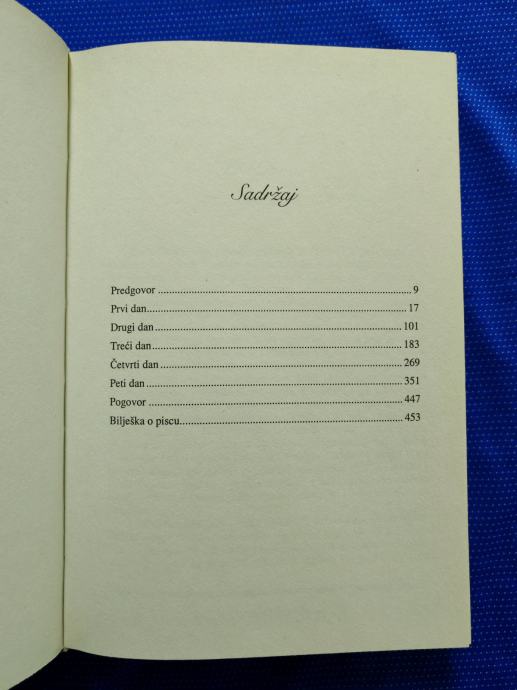 Sadržaj
Predgovor ........................................................................................ 9
Prvi dan........................................................................................... 17
Drugi dan ...................................................................................... 101
Treći dan ....................................................................................... 183
Četvrti dan .................................................................................... 269
Peti dan ......................................................................................... 351
Pogovor ........................................................................................ 447
Bilješka o piscu.............................................................................. 453